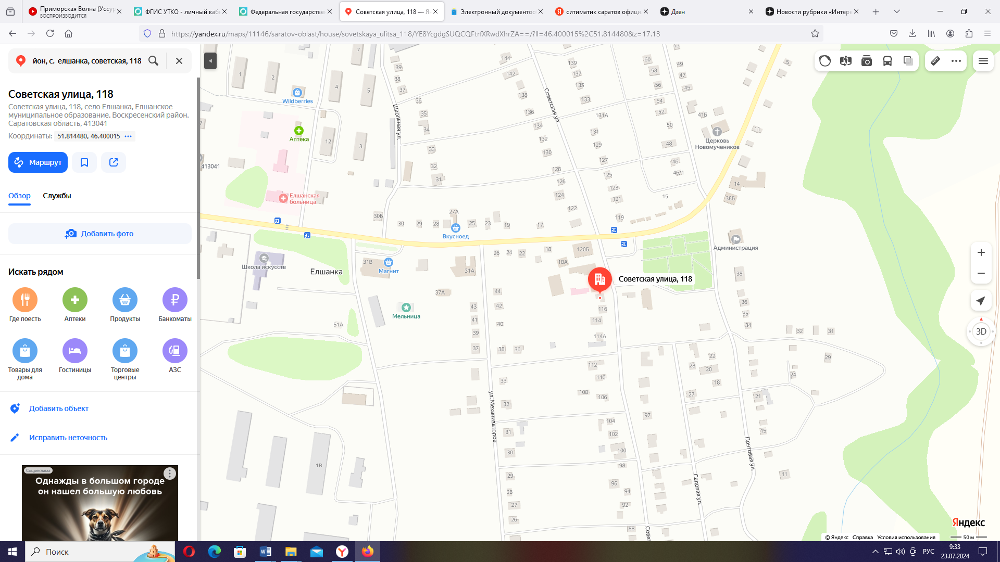 Приморская Волна (Уссур
ВОСПРОИЗВОДИТСЯ
ФГИС УТКО - личный каб
Федеральная государстве
Советская улица, 118 — Ян
Электронный документоо
ситиматик саратов офиц
Дзен
Новости рубрики «Интере
https://yandex.ru/maps/11146/saratov-oblast/house/sovetskaya_ulitsa_118/YE8YcgdgSUQCQFtrfXRwdXhrZA==/?ll=46.400015%2C51.814480&z=17.13
йон, с. елшанка, советская, 118
Советская улица, 118
Советская улица, 118, село Елшанка, Елшанское
муниципальное образование, Воскресенский район,
Саратовская область, 413041
Координаты: 51.814480, 46.400015 •••
Маршрут
Обзор
Службы
Добавить фото
Искать рядом
Где поесть
Аптеки
Продукты
Банкоматы
Товары для
дома
Гостиницы
Торговые
центры
АЗС
Добавить объект
Исправить неточность
Соцреклама
Однажды в большом городе
он нашел большую любовь
Wildberries
Аптека
413041
Елшанская
больница
Школьная ул.
Советская ул.
Церковь
Новомучеников
Вкусноед
Администрация
Школа искусств
Елшанка
Магнит
Мельница
Советская улица, 118
ул. Механизаторов
Почтовая ул.
Садовая ул.
Совет
1
2
4
5
7
12
3
39
38
37
36
35
34
33
32
31
144
142
138
136
134
132
130
128
126
124
122
139
137
135
133
131А
131
129
127
125
123
121
119
60
58
56
54
52
50
48
46
46/1
53
49
47
45
41Б
5
11
14
38Б
15
30Б
30
29
28
27А
25
23
19
17
26
24
22
18
18А
120Б
31В
31А
37А
51А
43
41
39
37
44
42
40
38
36
116
114
114А
112
110
108
106
104
102
100
98
96
94
92
88
33
32
31
30
29
28
27
26
97
38
36
35
34
32
31
29
28
22
20
18
24
27
21
15
11
1В
3D
Яндекс
© Яндекс Справка Условия использования
50 м
Поиск
РУС
9:33
23.07.2024